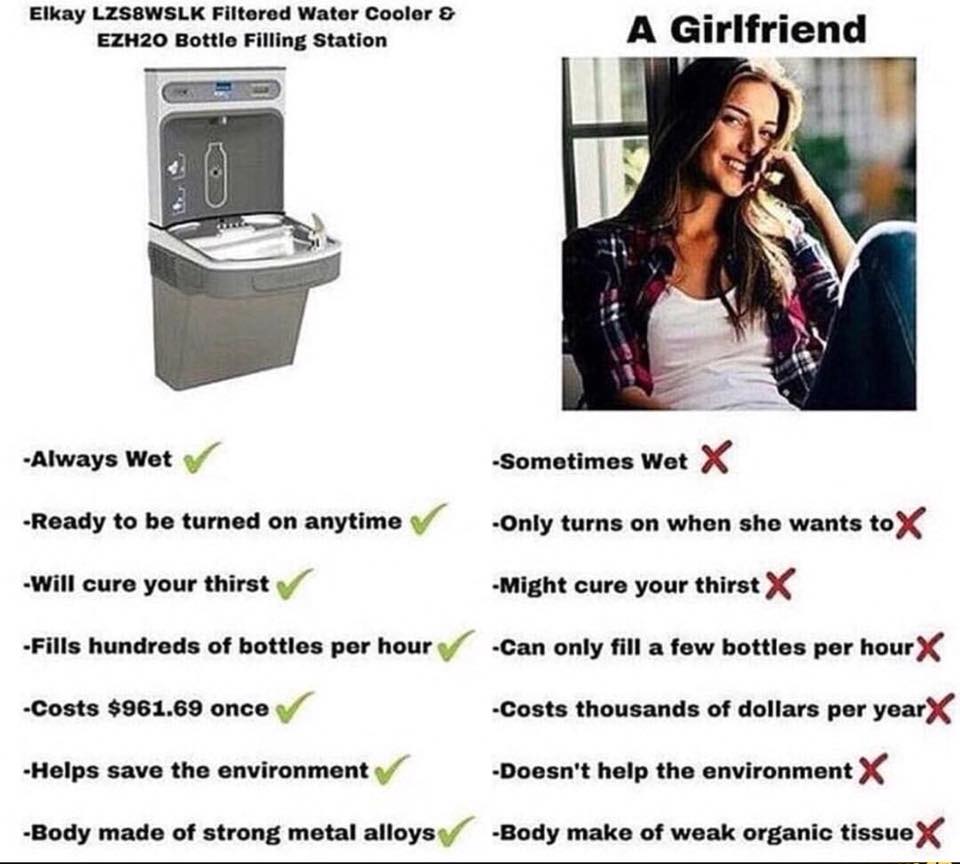 Elkay LZS8WSLK Filtered Water Cooler &
EZH2O Bottle Filling Station
A Girlfriend
-Always Wet ✓
-Sometimes Wet ❌
-Ready to be turned on anytime ✓
-Only turns on when she wants to ❌
-Will cure your thirst ✓
-Might cure your thirst ❌
-Fills hundreds of bottles per hour ✓
-Can only fill a few bottles per hour ❌
-Costs $961.69 once ✓
-Costs thousands of dollars per year ❌
-Helps save the environment ✓
-Doesn't help the environment ❌
-Body made of strong metal alloys ✓
-Body make of weak organic tissue ❌